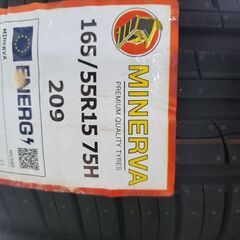 MINERVA
PREMIUM QUALITY TYRES
165/55R15 75H
209
MINERVA
ENERG